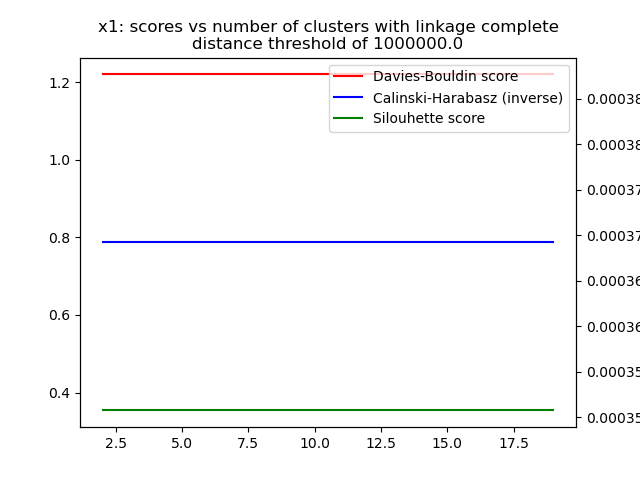 x1: scores vs number of clusters with linkage complete
distance threshold of 1000000.0
Davies-Bouldin score
Calinski-Harabasz (inverse)
Silouhette score
1.2
1.0
0.8
0.6
0.4
0.00038
0.00038
0.00037
0.00037
0.00036
0.00036
0.00035
0.00035
2.5 5.0 7.5 10.0 12.5 15.0 17.5